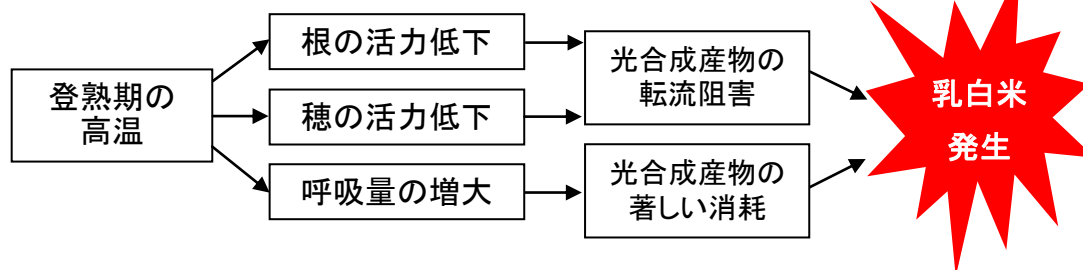 登熟期の
高温
根の活力低下
穂の活力低下
呼吸量の増大
光合成産物の
転流阻害
光合成産物の
著しい消耗
乳白米
発生